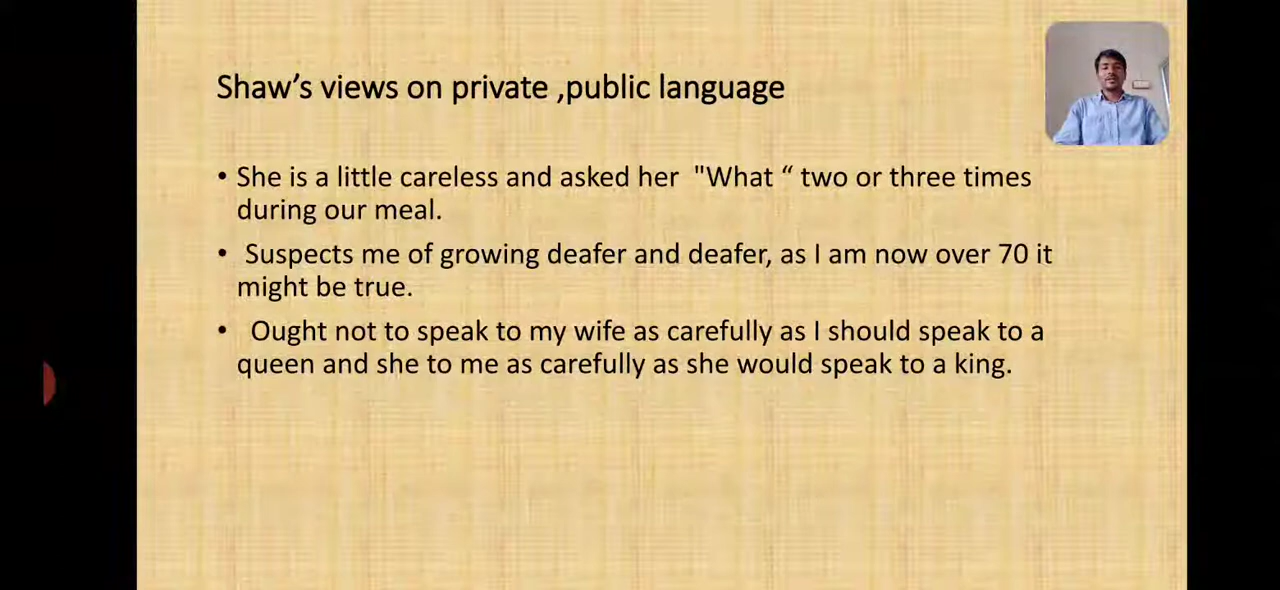 Shaw’s views on private ,public language
• She is a little careless and asked her "What “ two or three times
during our meal.
• Suspects me of growing deafer and deafer, as I am now over 70 it
might be true.
• Ought not to speak to my wife as carefully as I should speak to a
queen and she to me as carefully as she would speak to a king.